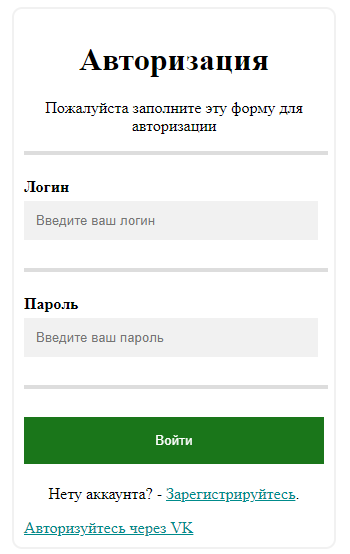 Авторизация
Пожалуйста заполните эту форму для
авторизации
Логин
Введите ваш логин
Пароль
Введите ваш пароль
Войти
Нету аккаунта? - Зарегистрируйтесь.
Авторизуйтесь через VK